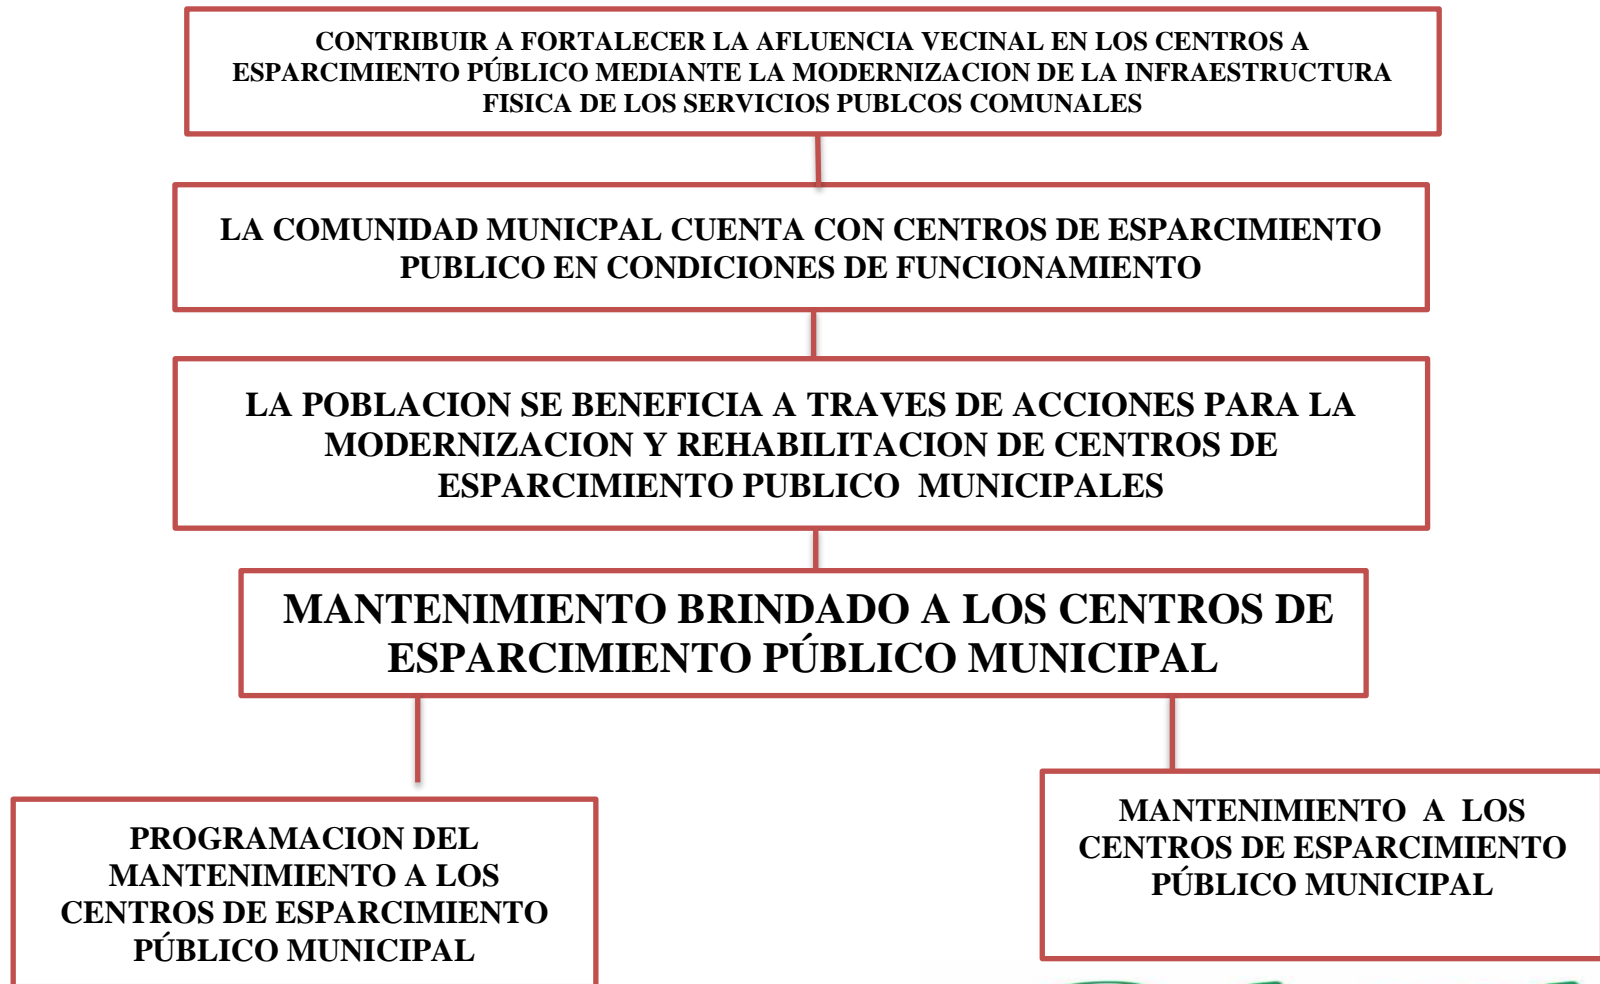 CONTRIBUIR A FORTALECER LA AFLUENCIA VECINAL EN LOS CENTROS A
ESPARCIMIENTO PÚBLICO MEDIANTE LA MODERNIZACION DE LA INFRAESTRUCTURA
FISICA DE LOS SERVICIOS PUBLCOS COMUNALES
LA COMUNIDAD MUNICPAL CUENTA CON CENTROS DE ESPARCIMIENTO
PUBLICO EN CONDICIONES DE FUNCIONAMIENTO
LA POBLACION SE BENEFICIA A TRAVES DE ACCIONES PARA LA
MODERNIZACION Y REHABILITACION DE CENTROS DE
ESPARCIMIENTO PUBLICO MUNICIPALES
MANTENIMIENTO BRINDADO A LOS CENTROS DE
ESPARCIMIENTO PÚBLICO MUNICIPAL
PROGRAMACION DEL
MANTENIMIENTO A LOS
CENTROS DE ESPARCIMIENTO
PÚBLICO MUNICIPAL
MANTENIMIENTO A LOS
CENTROS DE ESPARCIMIENTO
PÚBLICO MUNICIPAL